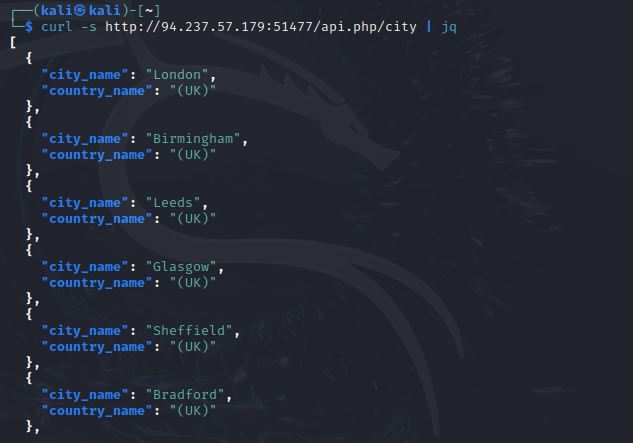 ┌──(kali㉿kali)-[~]
└─$ curl -s http://94.237.57.179:51477/api.php/city | jq
[
  {
    "city_name": "London",
    "country_name": "(UK)"
  },
  {
    "city_name": "Birmingham",
    "country_name": "(UK)"
  },
  {
    "city_name": "Leeds",
    "country_name": "(UK)"
  },
  {
    "city_name": "Glasgow",
    "country_name": "(UK)"
  },
  {
    "city_name": "Sheffield",
    "country_name": "(UK)"
  },
  {
    "city_name": "Bradford",
    "country_name": "(UK)"
  },